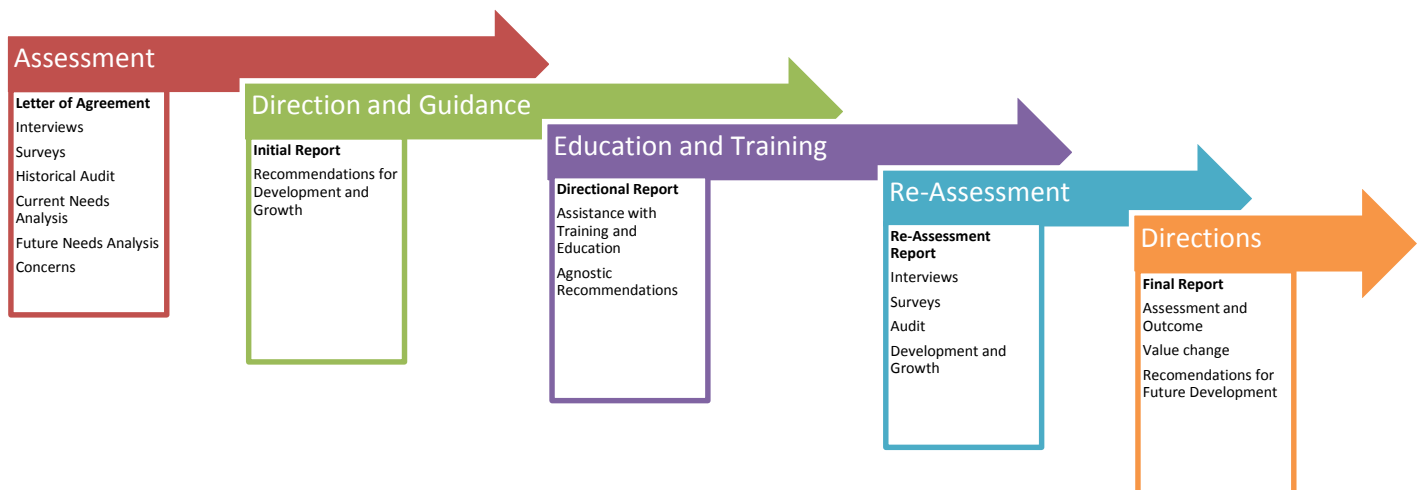 Assessment
Letter of Agreement
Interviews
Surveys
Historical Audit
Current Needs
Analysis
Future Needs Analysis
Concerns
Direction and Guidance
Initial Report
Recommendations for
Development and
Growth
Education and Training
Directional Report
Assistance with
Training and
Education
Agnostic
Recommendations
Re-Assessment
Re-Assessment
Report
Interviews
Surveys
Audit
Development and
Growth
Directions
Final Report
Assessment and
Outcome
Value change
Recomendations for
Future Development